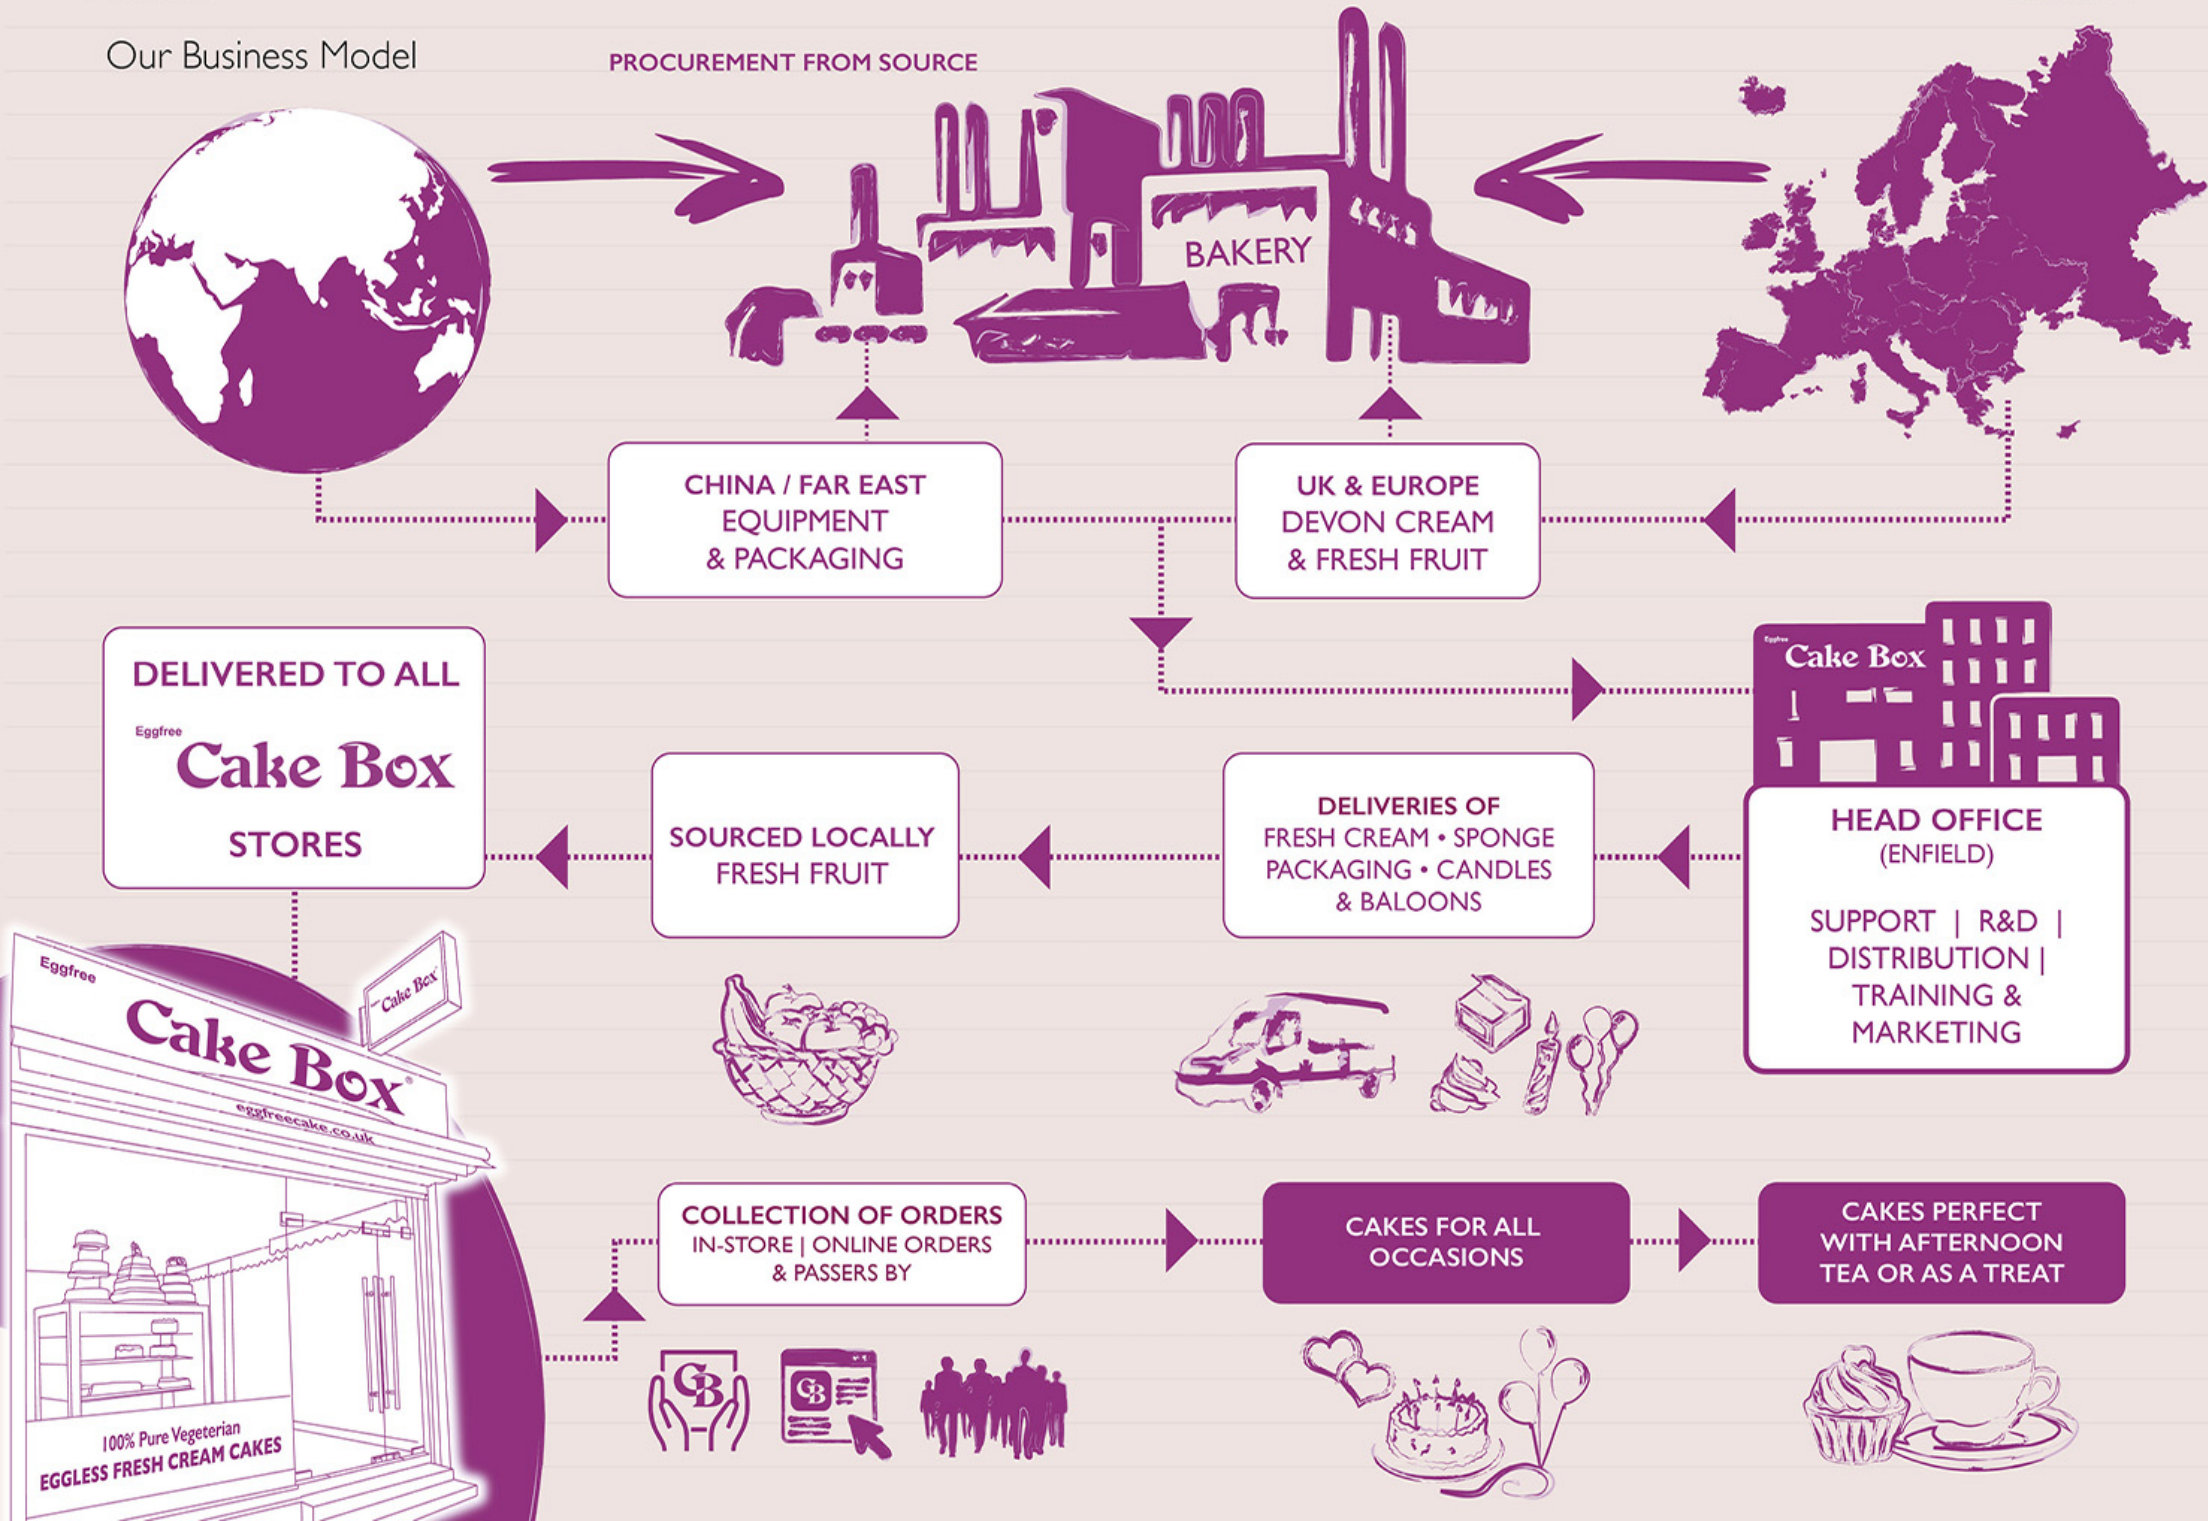 Our Business Model
PROCUREMENT FROM SOURCE
BAKERY
CHINA / FAR EAST
EQUIPMENT
& PACKAGING
UK & EUROPE
DEVON CREAM
& FRESH FRUIT
Eggfree
Cake Box
HEAD OFFICE
(ENFIELD)
SUPPORT | R&D |
DISTRIBUTION |
TRAINING &
MARKETING
DELIVERIES OF
FRESH CREAM • SPONGE
PACKAGING • CANDLES
& BALOONS
SOURCED LOCALLY
FRESH FRUIT
DELIVERED TO ALL
Eggfree
Cake Box
STORES
Eggfree
Cake Box®
eggfreecake.co.uk
Cake Box
100% Pure Vegeterian
EGGLESS FRESH CREAM CAKES
COLLECTION OF ORDERS
IN-STORE | ONLINE ORDERS
& PASSERS BY
CB
CB
CAKES FOR ALL
OCCASIONS
CAKES PERFECT
WITH AFTERNOON
TEA OR AS A TREAT